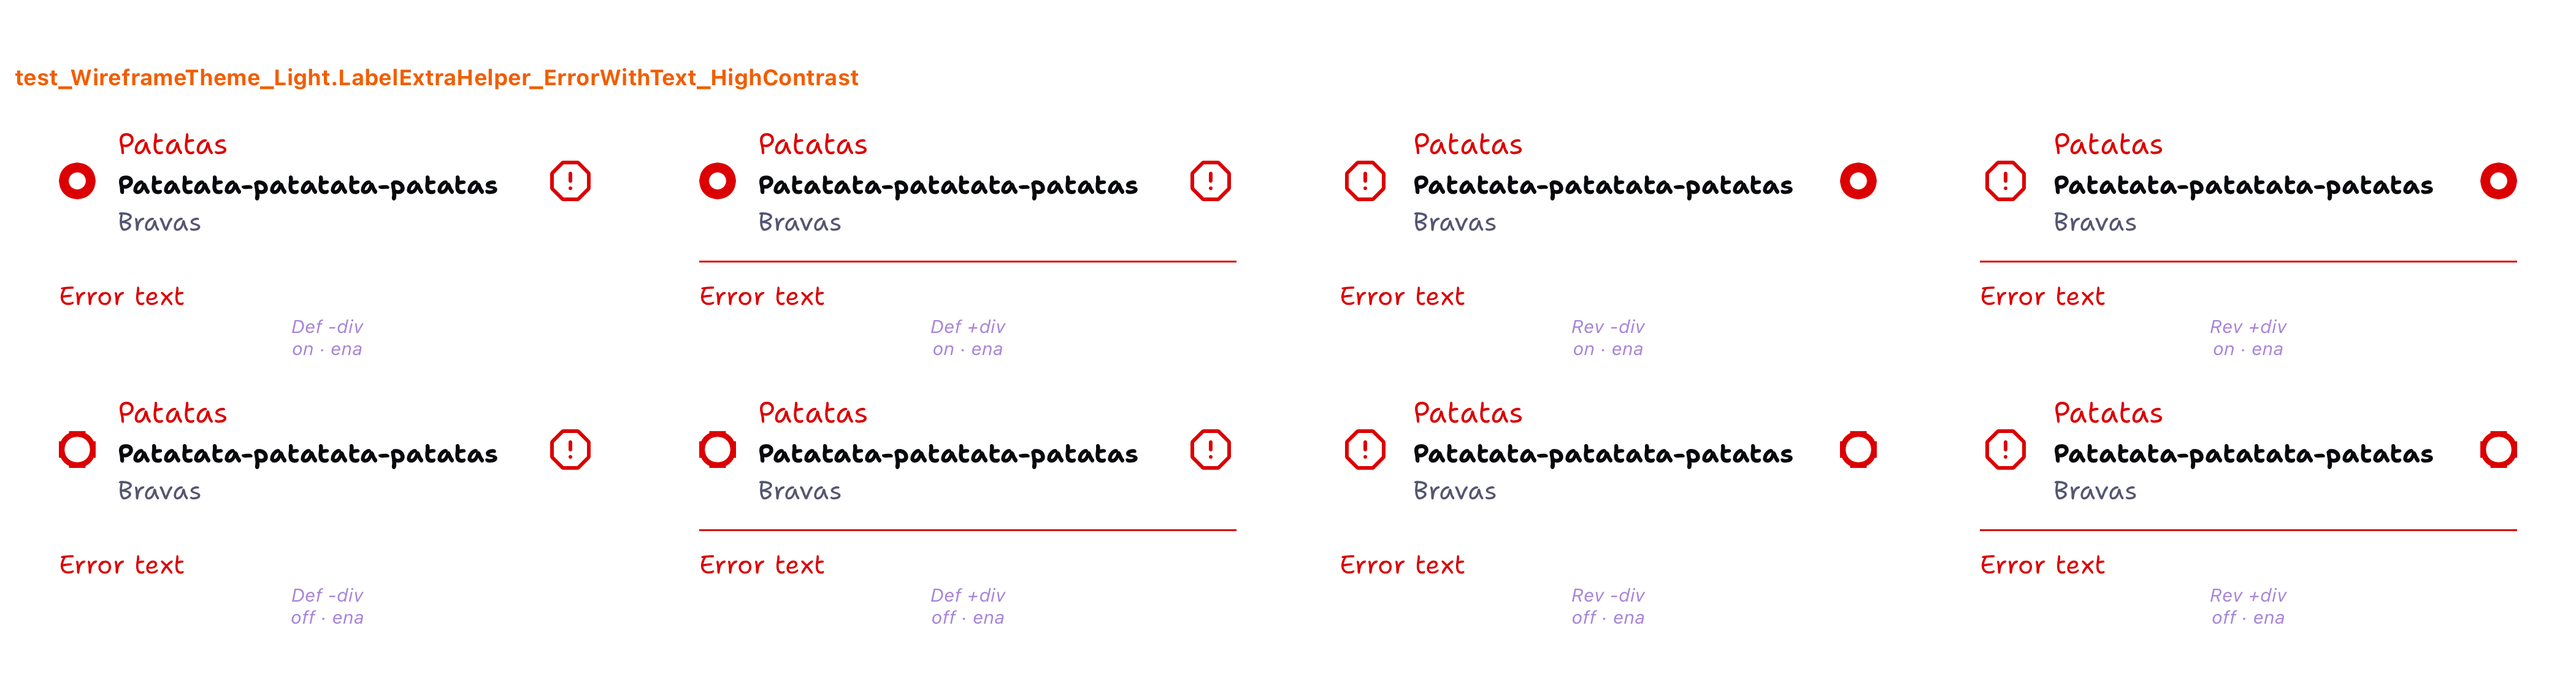 test_WireframeTheme_Light.LabelExtraHelper_ErrorWithText_HighContrast
Patatas
Patatata-patatata-patatas
Bravas
Error text
Def -div
on · ena
Patatas
Patatata-patatata-patatas
Bravas
Error text
Def +div
on · ena
Patatas
Patatata-patatata-patatas
Bravas
Error text
Rev -div
on · ena
Patatas
Patatata-patatata-patatas
Bravas
Error text
Rev +div
on · ena
Patatas
Patatata-patatata-patatas
Bravas
Error text
Def -div
off · ena
Patatas
Patatata-patatata-patatas
Bravas
Error text
Def +div
off · ena
Patatas
Patatata-patatata-patatas
Bravas
Error text
Rev -div
off · ena
Patatas
Patatata-patatata-patatas
Bravas
Error text
Rev +div
off · ena